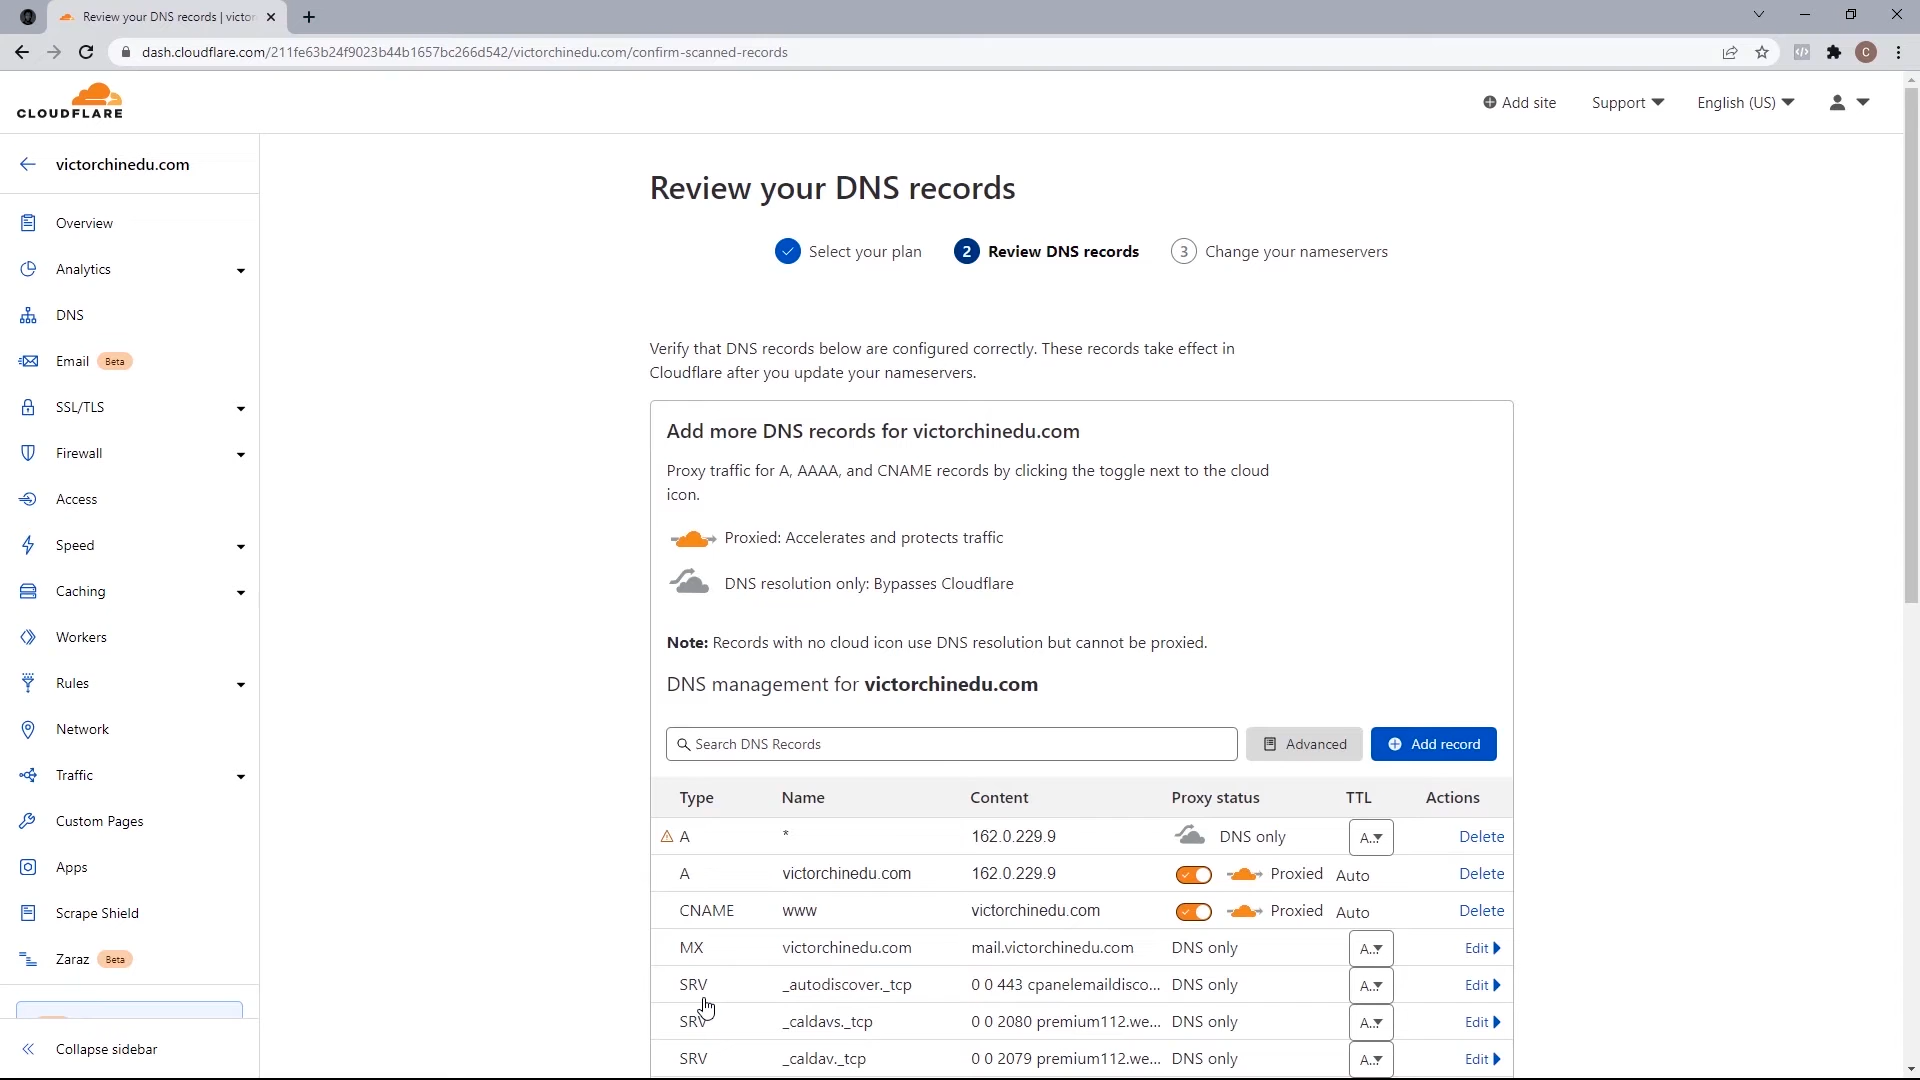 Review your DNS records | victor
dash.cloudflare.com/211fe63b24f9023b44b1657bc266d542/victorchinedu.com/confirm-scanned-records
C
CLOUDFLARE
Add site
Support
English (US)
victorchinedu.com
Overview
Analytics
DNS
Email Beta
SSL/TLS
Firewall
Access
Speed
Caching
Workers
Rules
Network
Traffic
Custom Pages
Apps
Scrape Shield
Zaraz Beta
Collapse sidebar
Review your DNS records
Select your plan
2 Review DNS records
3 Change your nameservers
Verify that DNS records below are configured correctly. These records take effect in
Cloudflare after you update your nameservers.
Add more DNS records for victorchinedu.com
Proxy traffic for A, AAAA, and CNAME records by clicking the toggle next to the cloud
icon.
Proxied: Accelerates and protects traffic
DNS resolution only: Bypasses Cloudflare
Note: Records with no cloud icon use DNS resolution but cannot be proxied.
DNS management for victorchinedu.com
Search DNS Records
Advanced
Add record
Type Name Content Proxy status TTL Actions
A * 162.0.229.9 DNS only A... Delete
A victorchinedu.com 162.0.229.9 Proxied Auto Delete
CNAME www victorchinedu.com Proxied Auto Delete
MX victorchinedu.com mail.victorchinedu.com DNS only A... Edit
SRV _autodiscover._tcp 0 0 443 cpanelemaildisco... DNS only A... Edit
SRV _caldavs._tcp 0 0 2080 premium112.we... DNS only A... Edit
SRV _caldav._tcp 0 0 2079 premium112.we... DNS only A... Edit